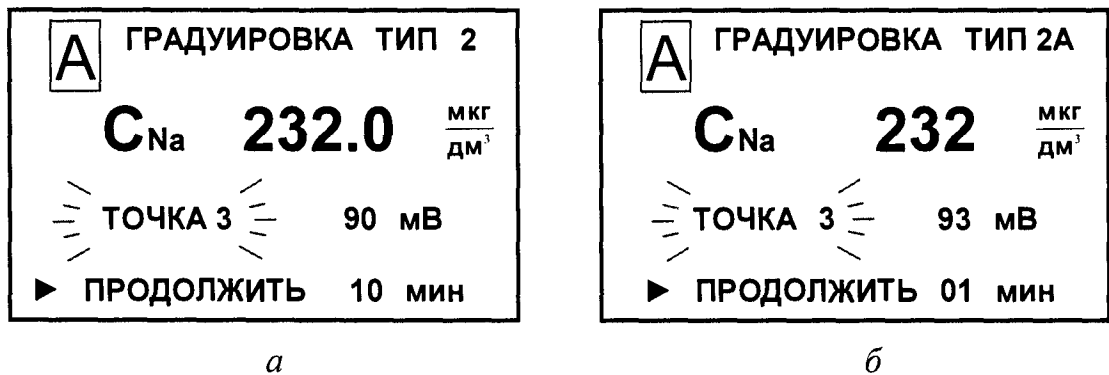 А ГРАДУИРОВКА ТИП 2
CNa 232.0 мкг/дм³
ТОЧКА 3 90 мВ
► ПРОДОЛЖИТЬ 10 мин
а
А ГРАДУИРОВКА ТИП 2А
CNa 232 мкг/дм³
ТОЧКА 3 93 мВ
► ПРОДОЛЖИТЬ 01 мин
б